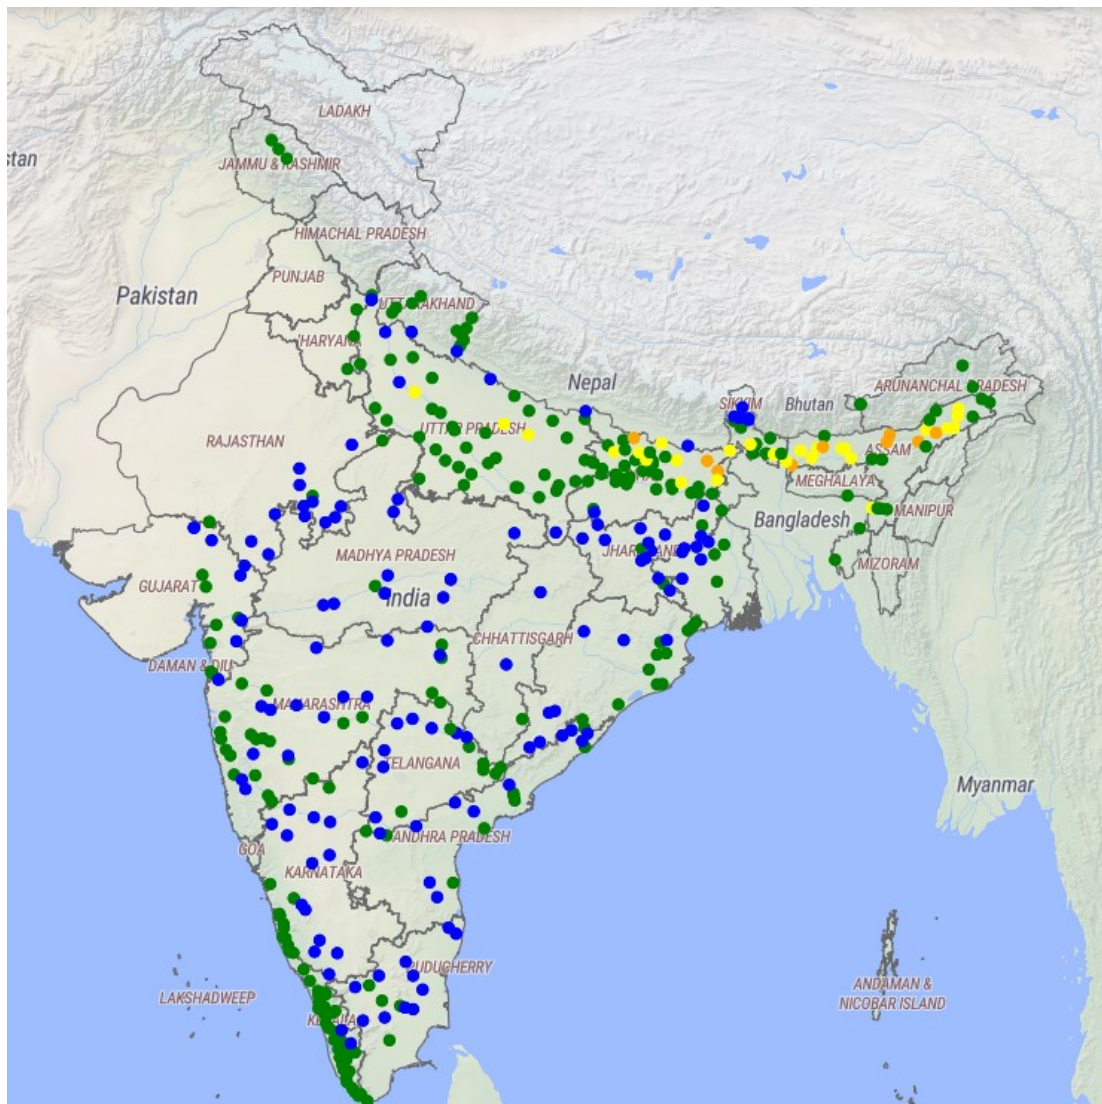 LADAKH
stan
JAMMU & KASHMIR
HIMACHAL PRADESH
PUNJAB
Pakistan
UTTARAKHAND
HARYANA
Nepal
SIKKIM
Bhutan
ARUNANCHAL PRADESH
RAJASTHAN
UTTAR PRADESH
ASSAM
MEGHALAYA
Bangladesh
MANIPUR
MADHYA PRADESH
JHARKHAND
MIZORAM
GUJARAT
India
CHHATTISGARH
DAMAN & DIU
MAHARASHTRA
TELANGANA
Myanmar
ANDHRA PRADESH
GOA
KARNATAKA
PUDUCHERRY
LAKSHADWEEP
ANDAMAN &
NICOBAR ISLAND
KERALA